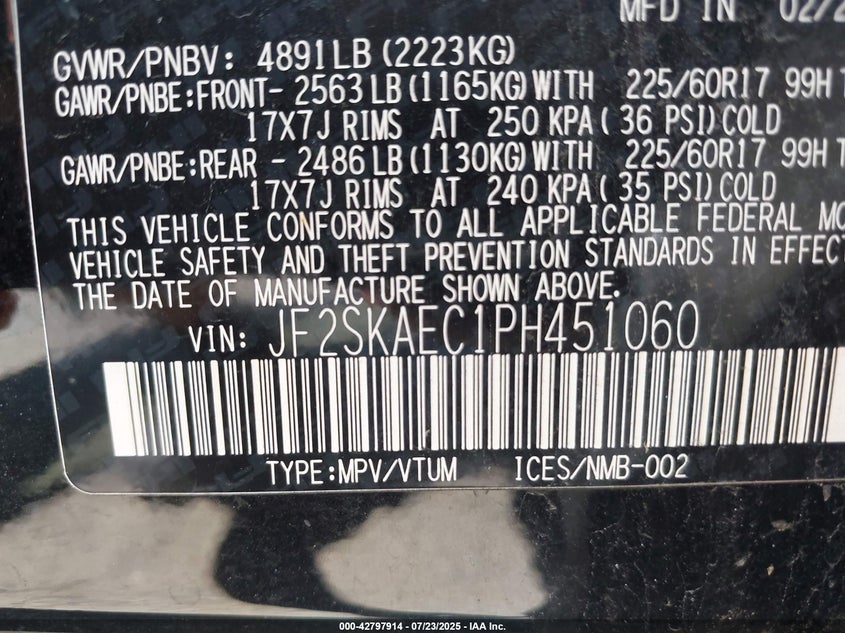 MFD IN 02/2
GVWR/PNBV: 4891LB (2223KG)
GAWR/PNBE:FRONT- 2563 LB (1165KG) WITH 225/60R17 99H T
17X7J RIMS AT 250 KPA ( 36 PSI) COLD
GAWR/PNBE:REAR - 2486 LB (1130KG) WITH 225/60R17 99H T
17X7J RIMS AT 240 KPA ( 35 PSI) COLD
THIS VEHICLE CONFORMS TO ALL APPLICABLE FEDERAL MO
VEHICLE SAFETY AND THEFT PREVENTION STANDARDS IN EFFECT
THE DATE OF MANUFACTURE SHOWN ABOVE.
VIN: JF2SKAEC1PH451060
TYPE:MPV/VTUM ICES/NMB-002
000-42797914 - 07/23/2025 - IAA Inc.